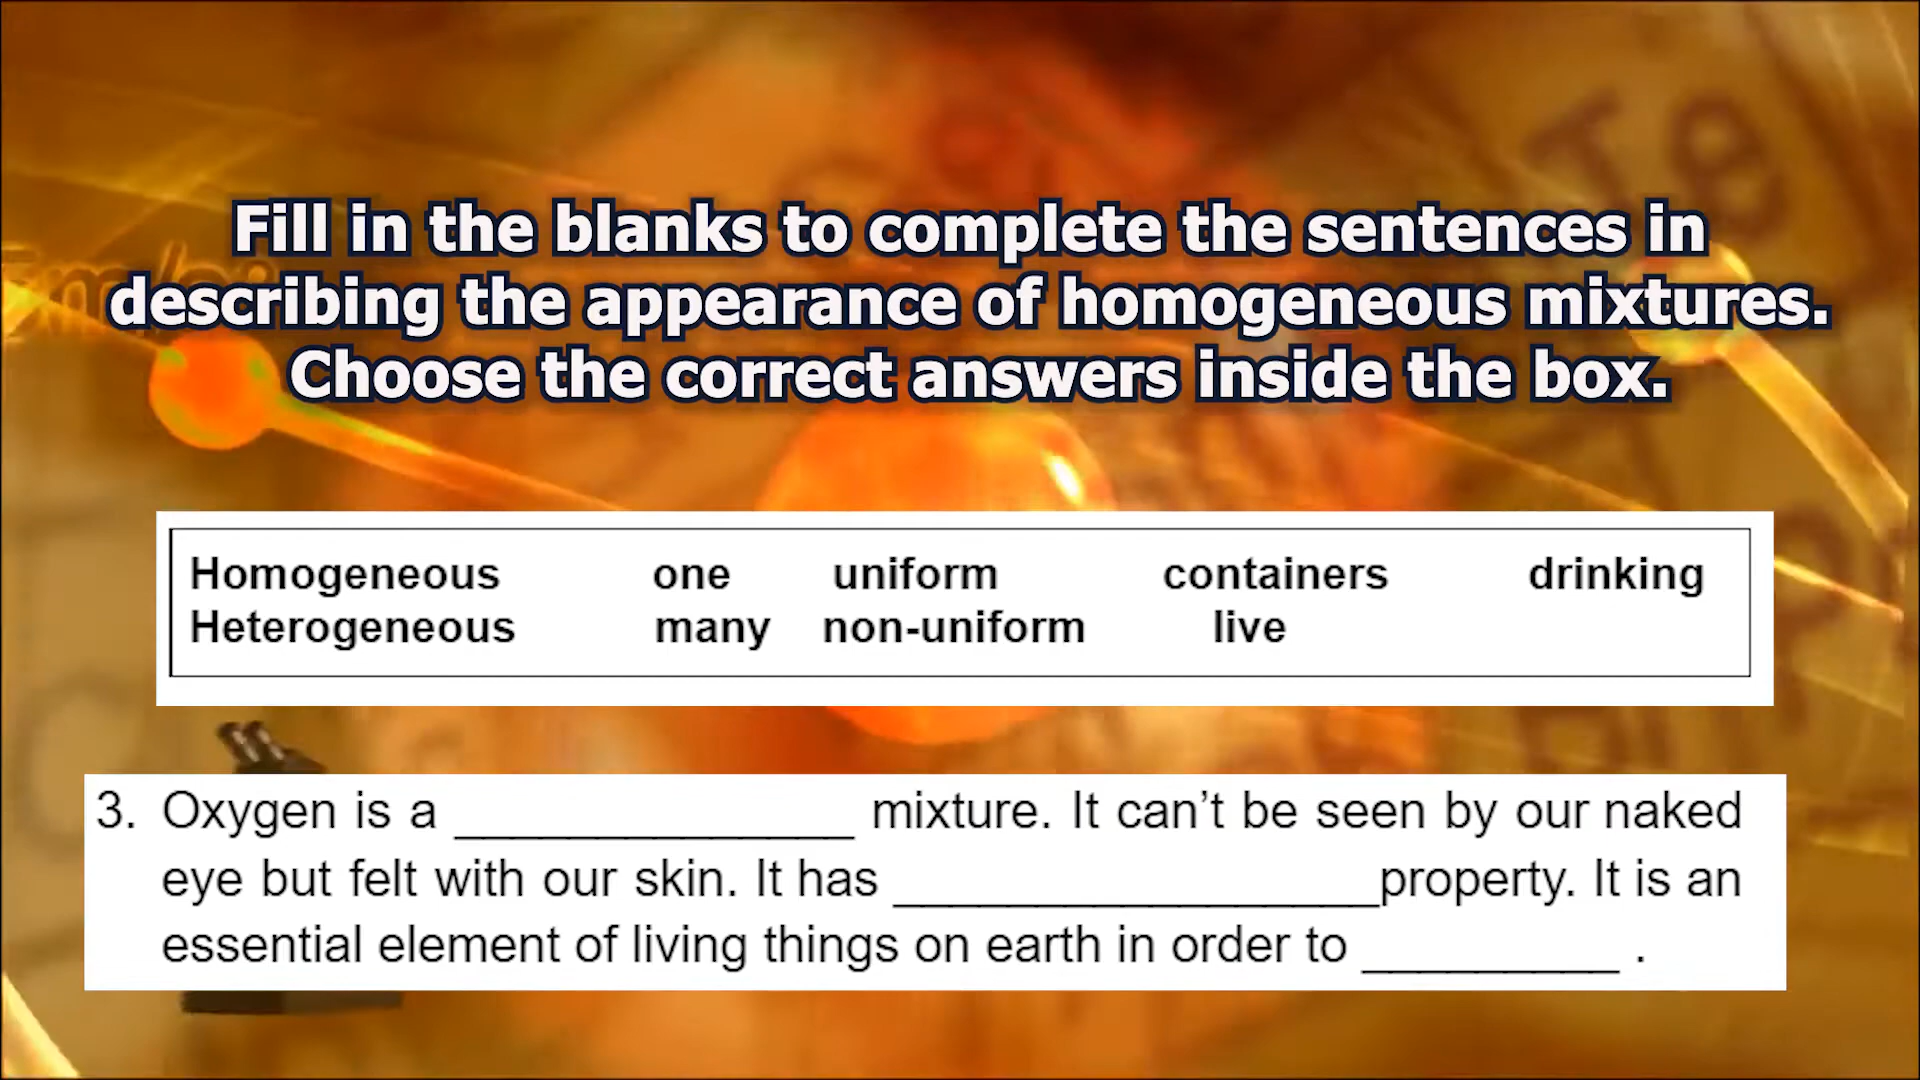 Fill in the blanks to complete the sentences in
describing the appearance of homogeneous mixtures.
Choose the correct answers inside the box.
Homogeneous one uniform containers drinking
Heterogeneous many non-uniform live
3. Oxygen is a ______________ mixture. It can’t be seen by our naked
eye but felt with our skin. It has _________________property. It is an
essential element of living things on earth in order to _________ .